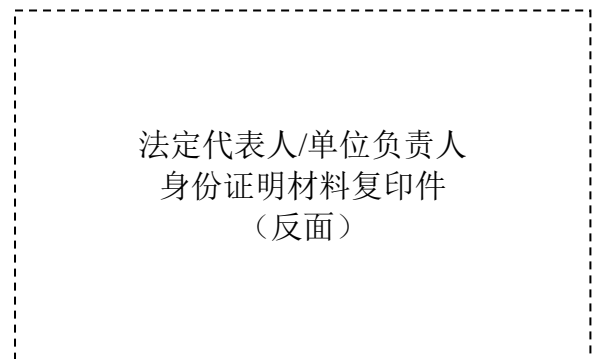 法定代表人/单位负责人
身份证明材料复印件
（反面）